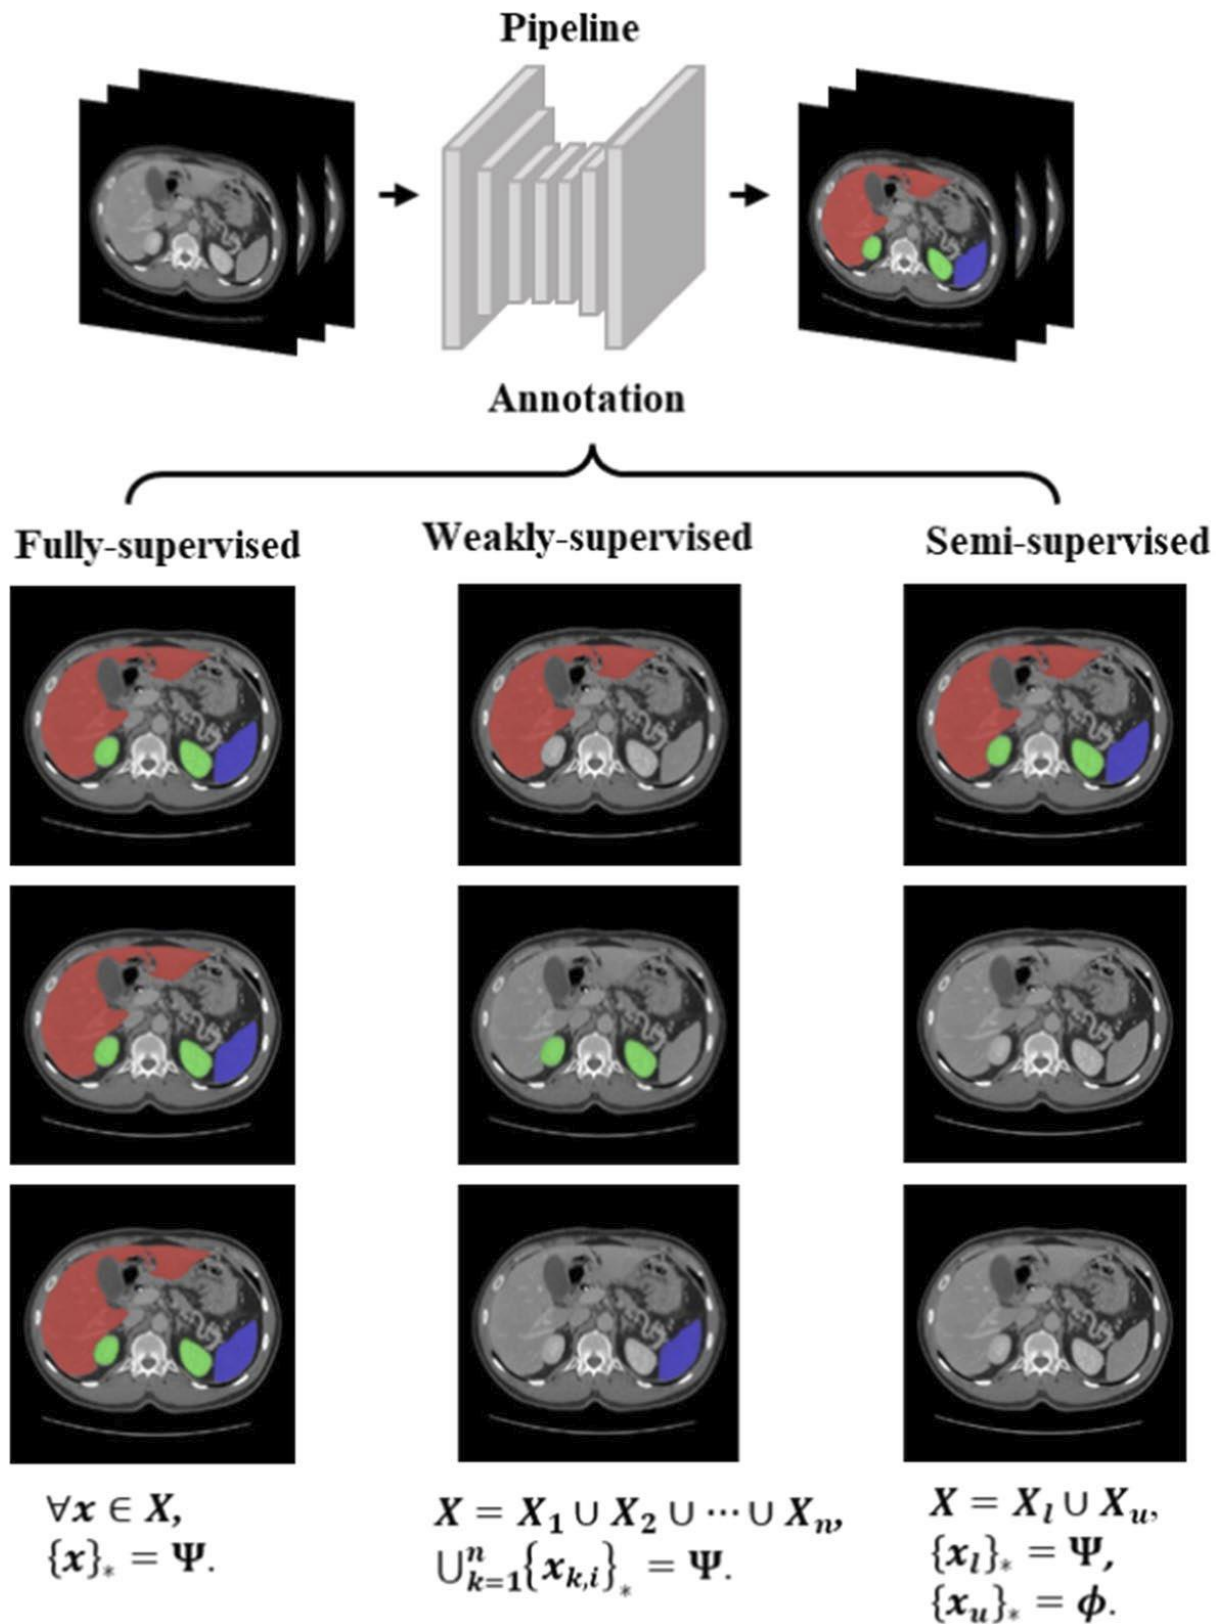 Pipeline
Annotation
Fully-supervised
Weakly-supervised
Semi-supervised
∀x ∈ X,
{x}* = Ψ.
X = X₁ ∪ X₂ ∪ ⋯ ∪ Xₙ,
⋃ⁿₖ₌₁{xₖ,ᵢ}* = Ψ.
X = Xₗ ∪ Xᵤ,
{xₗ}* = Ψ,
{xᵤ}* = ϕ.